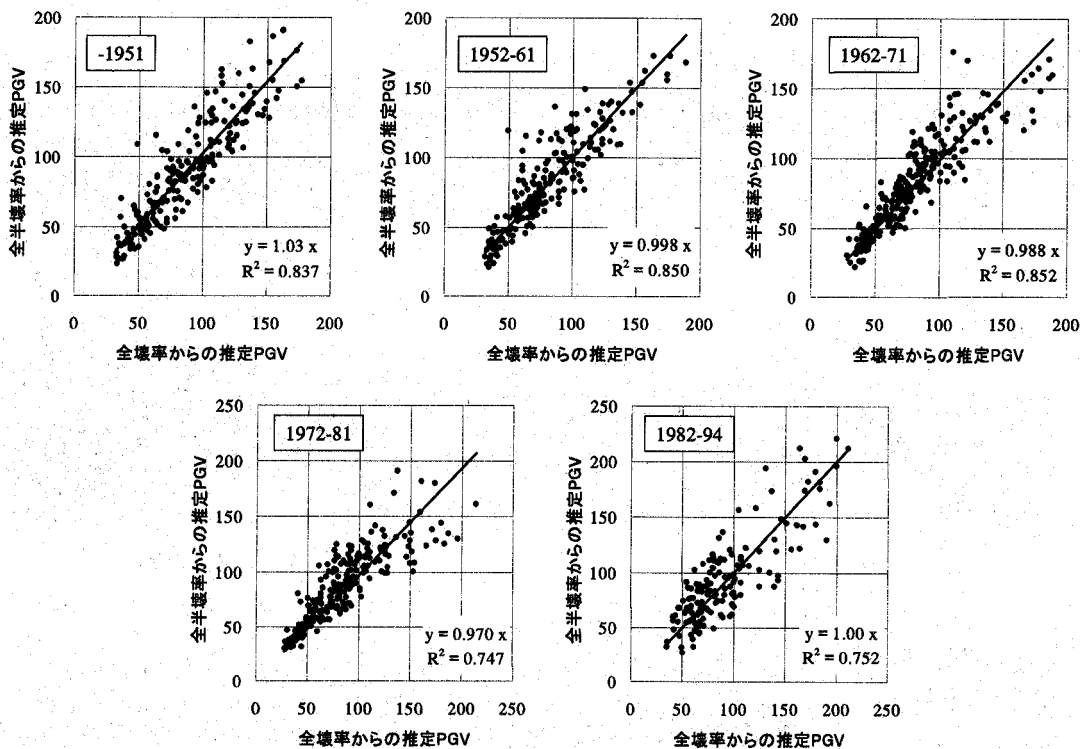 -1951
全半壊率からの推定PGV
200
150
100
50
0
y = 1.03 x
R² = 0.837
0 50 100 150 200
全壊率からの推定PGV
1952-61
全半壊率からの推定PGV
200
150
100
50
0
y = 0.998 x
R² = 0.850
0 50 100 150 200
全壊率からの推定PGV
1962-71
全半壊率からの推定PGV
200
150
100
50
0
y = 0.988 x
R² = 0.852
0 50 100 150 200
全壊率からの推定PGV
1972-81
全半壊率からの推定PGV
250
200
150
100
50
0
y = 0.970 x
R² = 0.747
0 50 100 150 200 250
全壊率からの推定PGV
1982-94
全半壊率からの推定PGV
250
200
150
100
50
0
y = 1.00 x
R² = 0.752
0 50 100 150 200 250
全壊率からの推定PGV